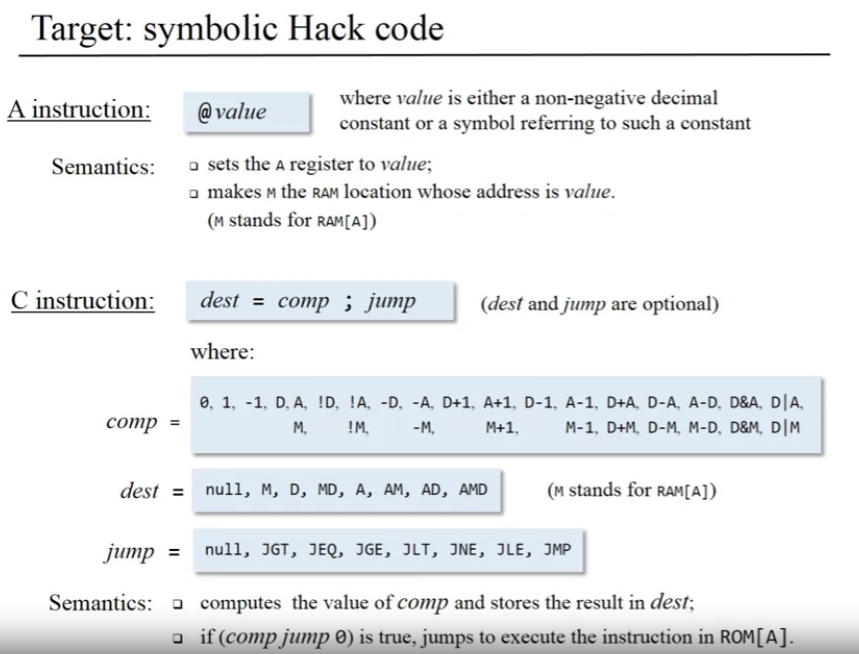 Target: symbolic Hack code
A instruction:
@value
where value is either a non-negative decimal
constant or a symbol referring to such a constant
Semantics:
❑ sets the A register to value;
❑ makes M the RAM location whose address is value.
(M stands for RAM[A])
C instruction:
dest = comp ; jump
(dest and jump are optional)
where:
comp =
0, 1, -1, D, A, !D, !A, -D, -A, D+1, A+1, D-1, A-1, D+A, D-A, A-D, D&A, D|A,
M, !M, -M, M+1, M-1, D+M, D-M, M-D, D&M, D|M
dest = null, M, D, MD, A, AM, AD, AMD (M stands for RAM[A])
jump = null, JGT, JEQ, JGE, JLT, JNE, JLE, JMP
Semantics: ❑ computes the value of comp and stores the result in dest;
❑ if (comp jump 0) is true, jumps to execute the instruction in ROM[A].